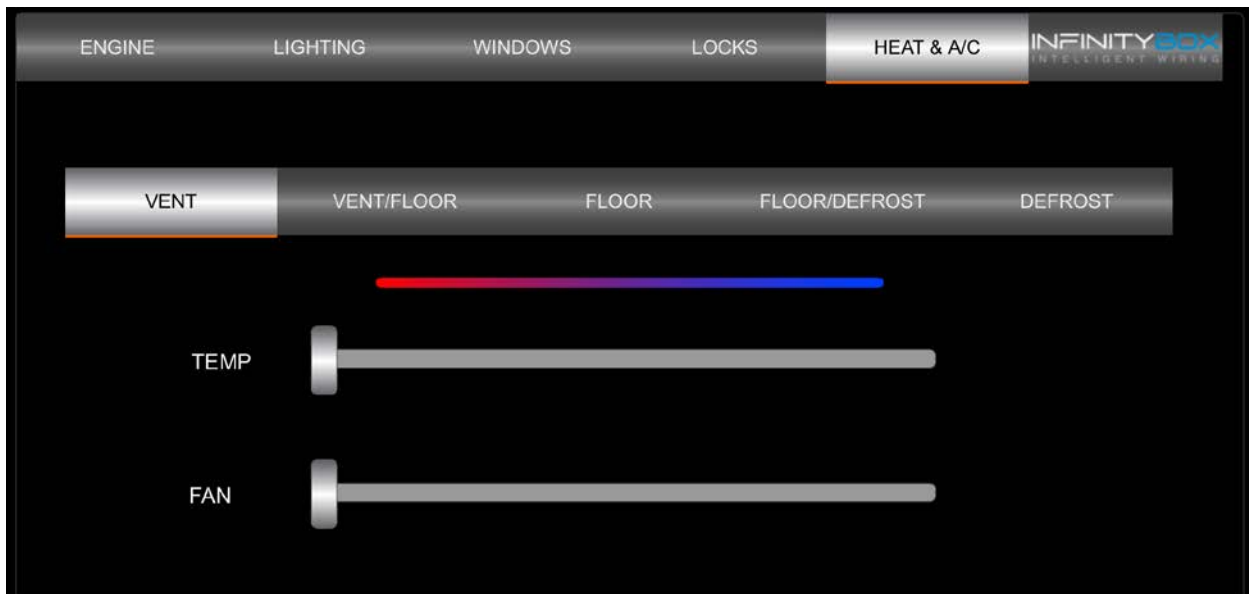 ENGINE LIGHTING WINDOWS LOCKS HEAT & A/C INFINITYBOX
INTELLIGENT WIRING
VENT VENT/FLOOR FLOOR FLOOR/DEFROST DEFROST
TEMP
FAN